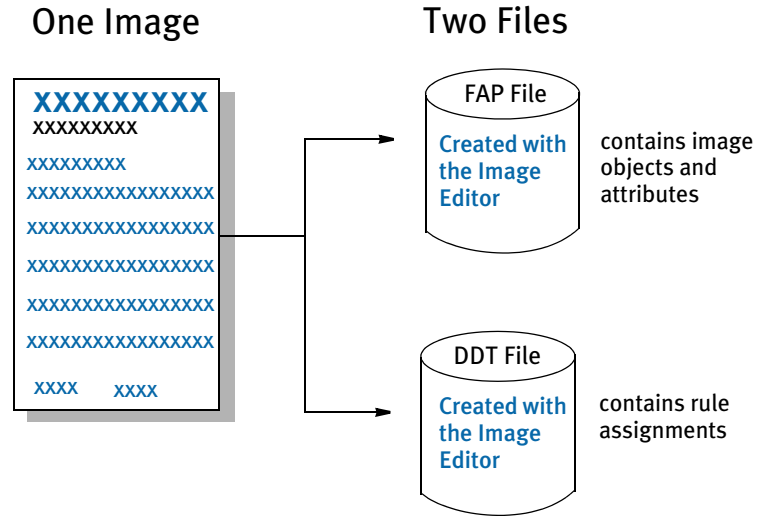 One Image
Two Files
XXXXXXXXX
XXXXXXXXX
XXXXXXXXX
XXXXXXXXXXXXXXXXX
XXXXXXXXXXXXXXXXX
XXXXXXXXXXXXXXXXX
XXXXXXXXXXXXXXXXX
XXXXXXXXXXXXXXXXX
XXXX XXXX
FAP File
Created with
the Image
Editor
contains image
objects and
attributes
DDT File
Created with
the Image
Editor
contains rule
assignments